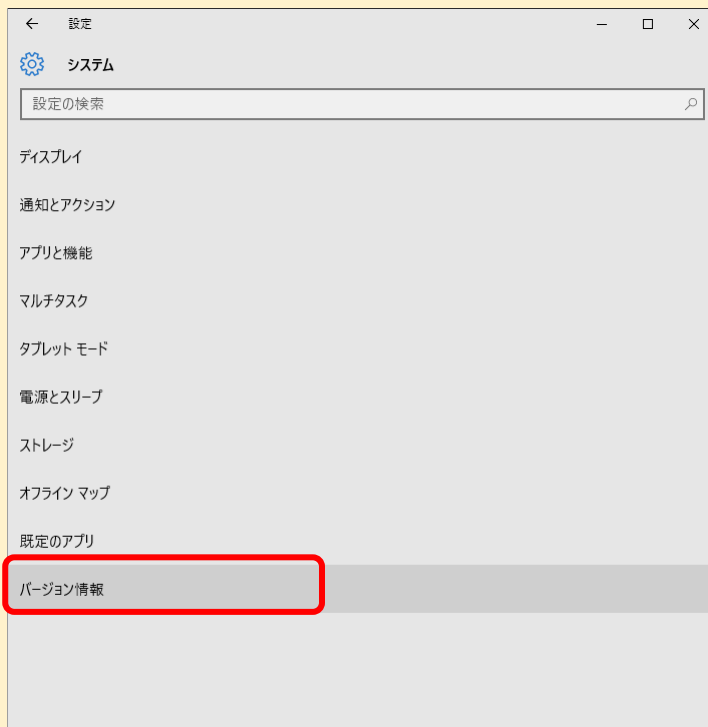 設定
システム
設定の検索
ディスプレイ
通知とアクション
アプリと機能
マルチタスク
タブレット モード
電源とスリープ
ストレージ
オフライン マップ
既定のアプリ
バージョン情報